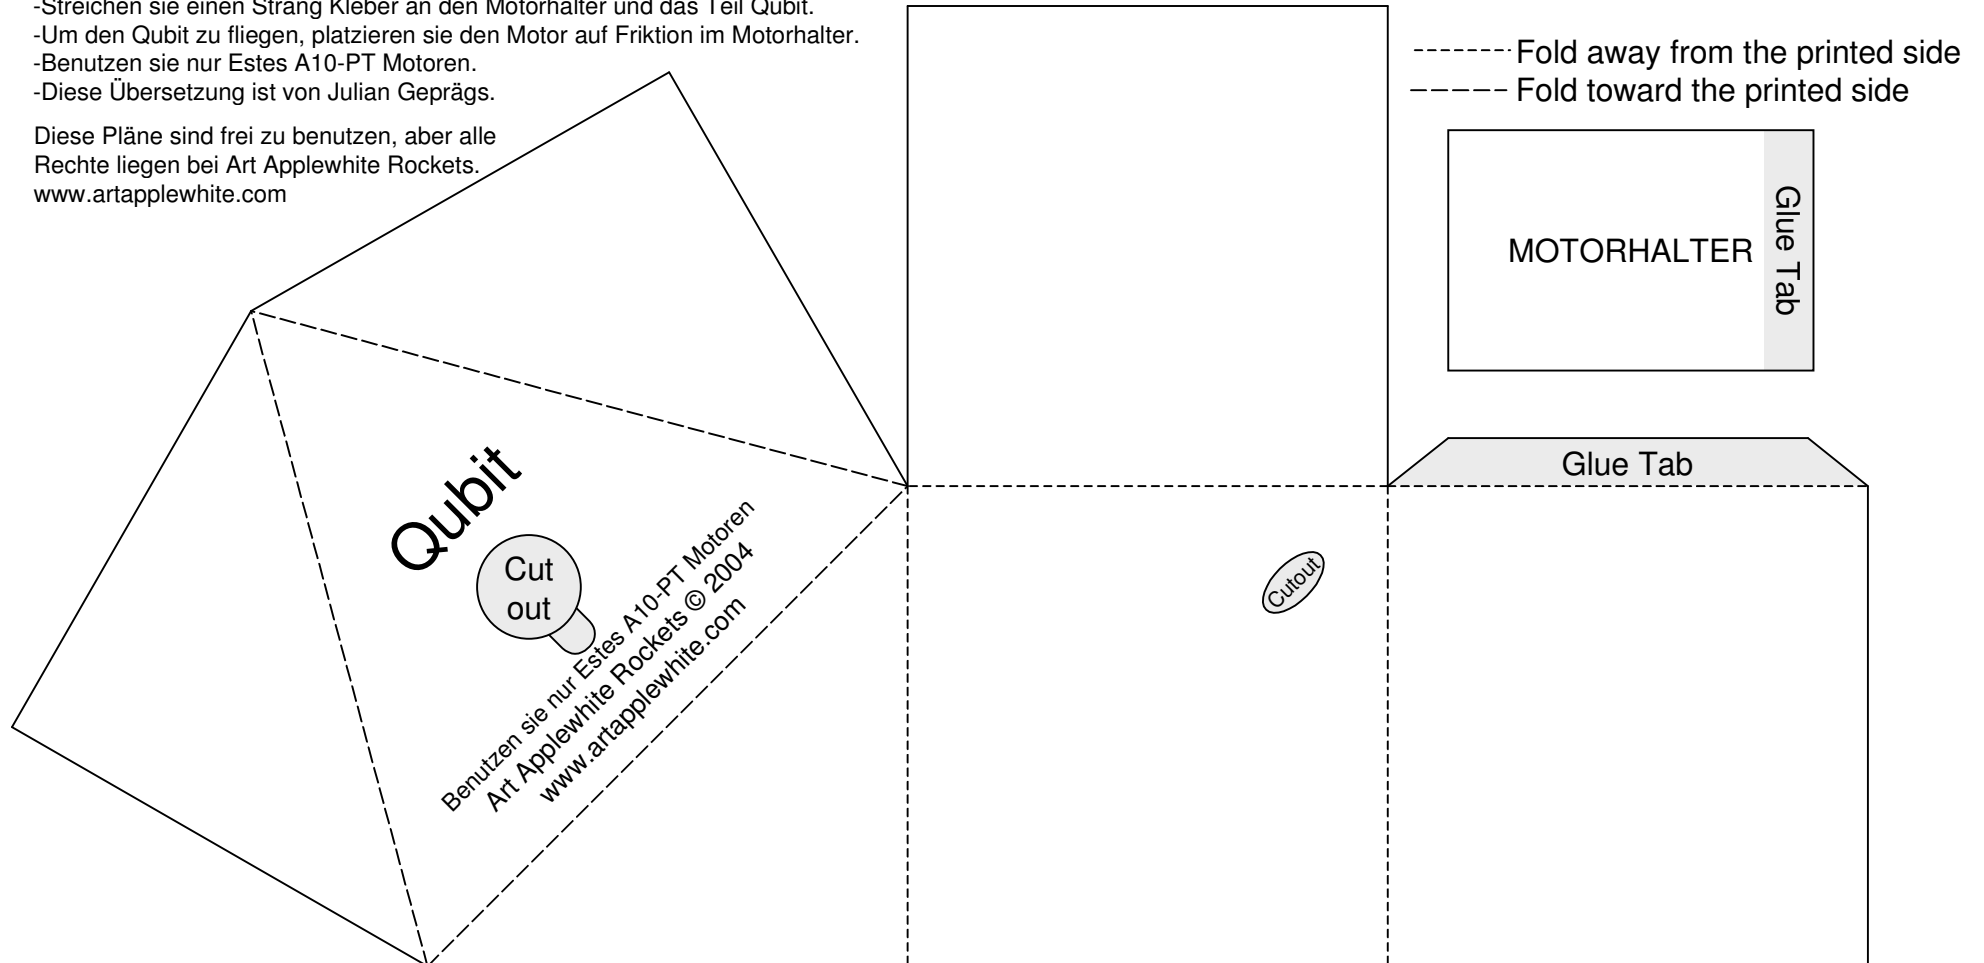 -Streichen sie einen Strang Kleber an den Motorhalter und das Teil Qubit.
-Um den Qubit zu fliegen, platzieren sie den Motor auf Friktion im Motorhalter.
-Benutzen sie nur Estes A10-PT Motoren.
-Diese Übersetzung ist von Julian Geprägs.
Diese Pläne sind frei zu benutzen, aber alle
Rechte liegen bei Art Applewhite Rockets.
www.artapplewhite.com
Fold away from the printed side
Fold toward the printed side
MOTORHALTER
Glue Tab
Glue Tab
Qubit
Cut
out
Benutzen sie nur Estes A10-PT Motoren
Art Applewhite Rockets © 2004
www.artapplewhite.com
Cutout